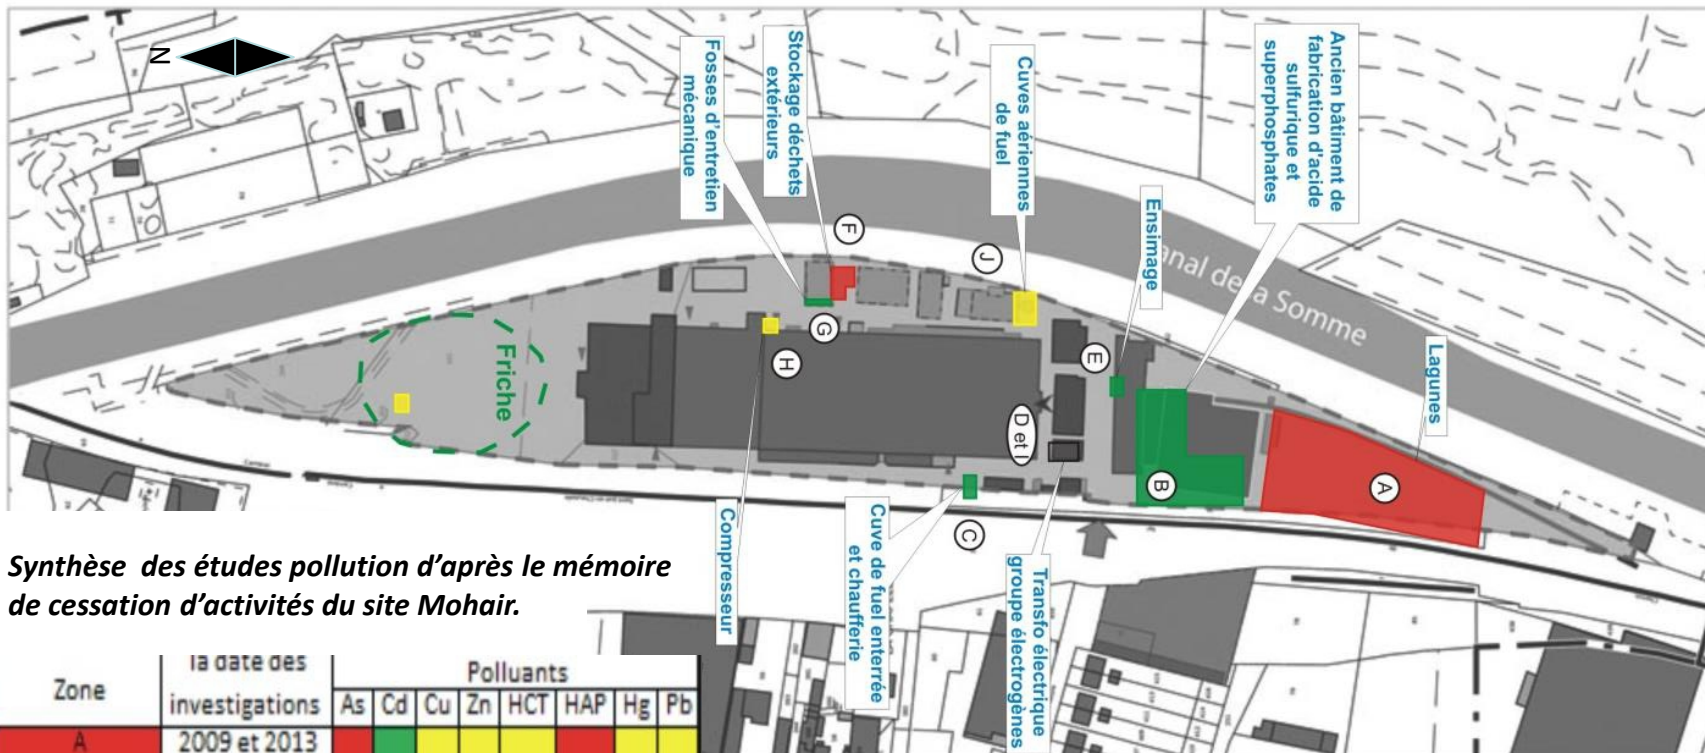 N
Fosses d'entretien
mécanique
Stockage déchets
extérieurs
Cuves aériennes
de fuel
Ensimage
Ancien bâtiment de
fabrication d'acide
sulfurique et
superphosphates
Lagunes
anal de la Somme
F
J
G
H
E
D et I
B
A
C
Friche
Compresseur
Cuve de fuel enterrée
et chaufferie
Transfo électrique
groupe électrogènes
Synthèse des études pollution d'après le mémoire
de cessation d'activités du site Mohair.
Zone
la date des
investigations
Polluants
As Cd Cu Zn HCT HAP Hg Pb
A 2009 et 2013